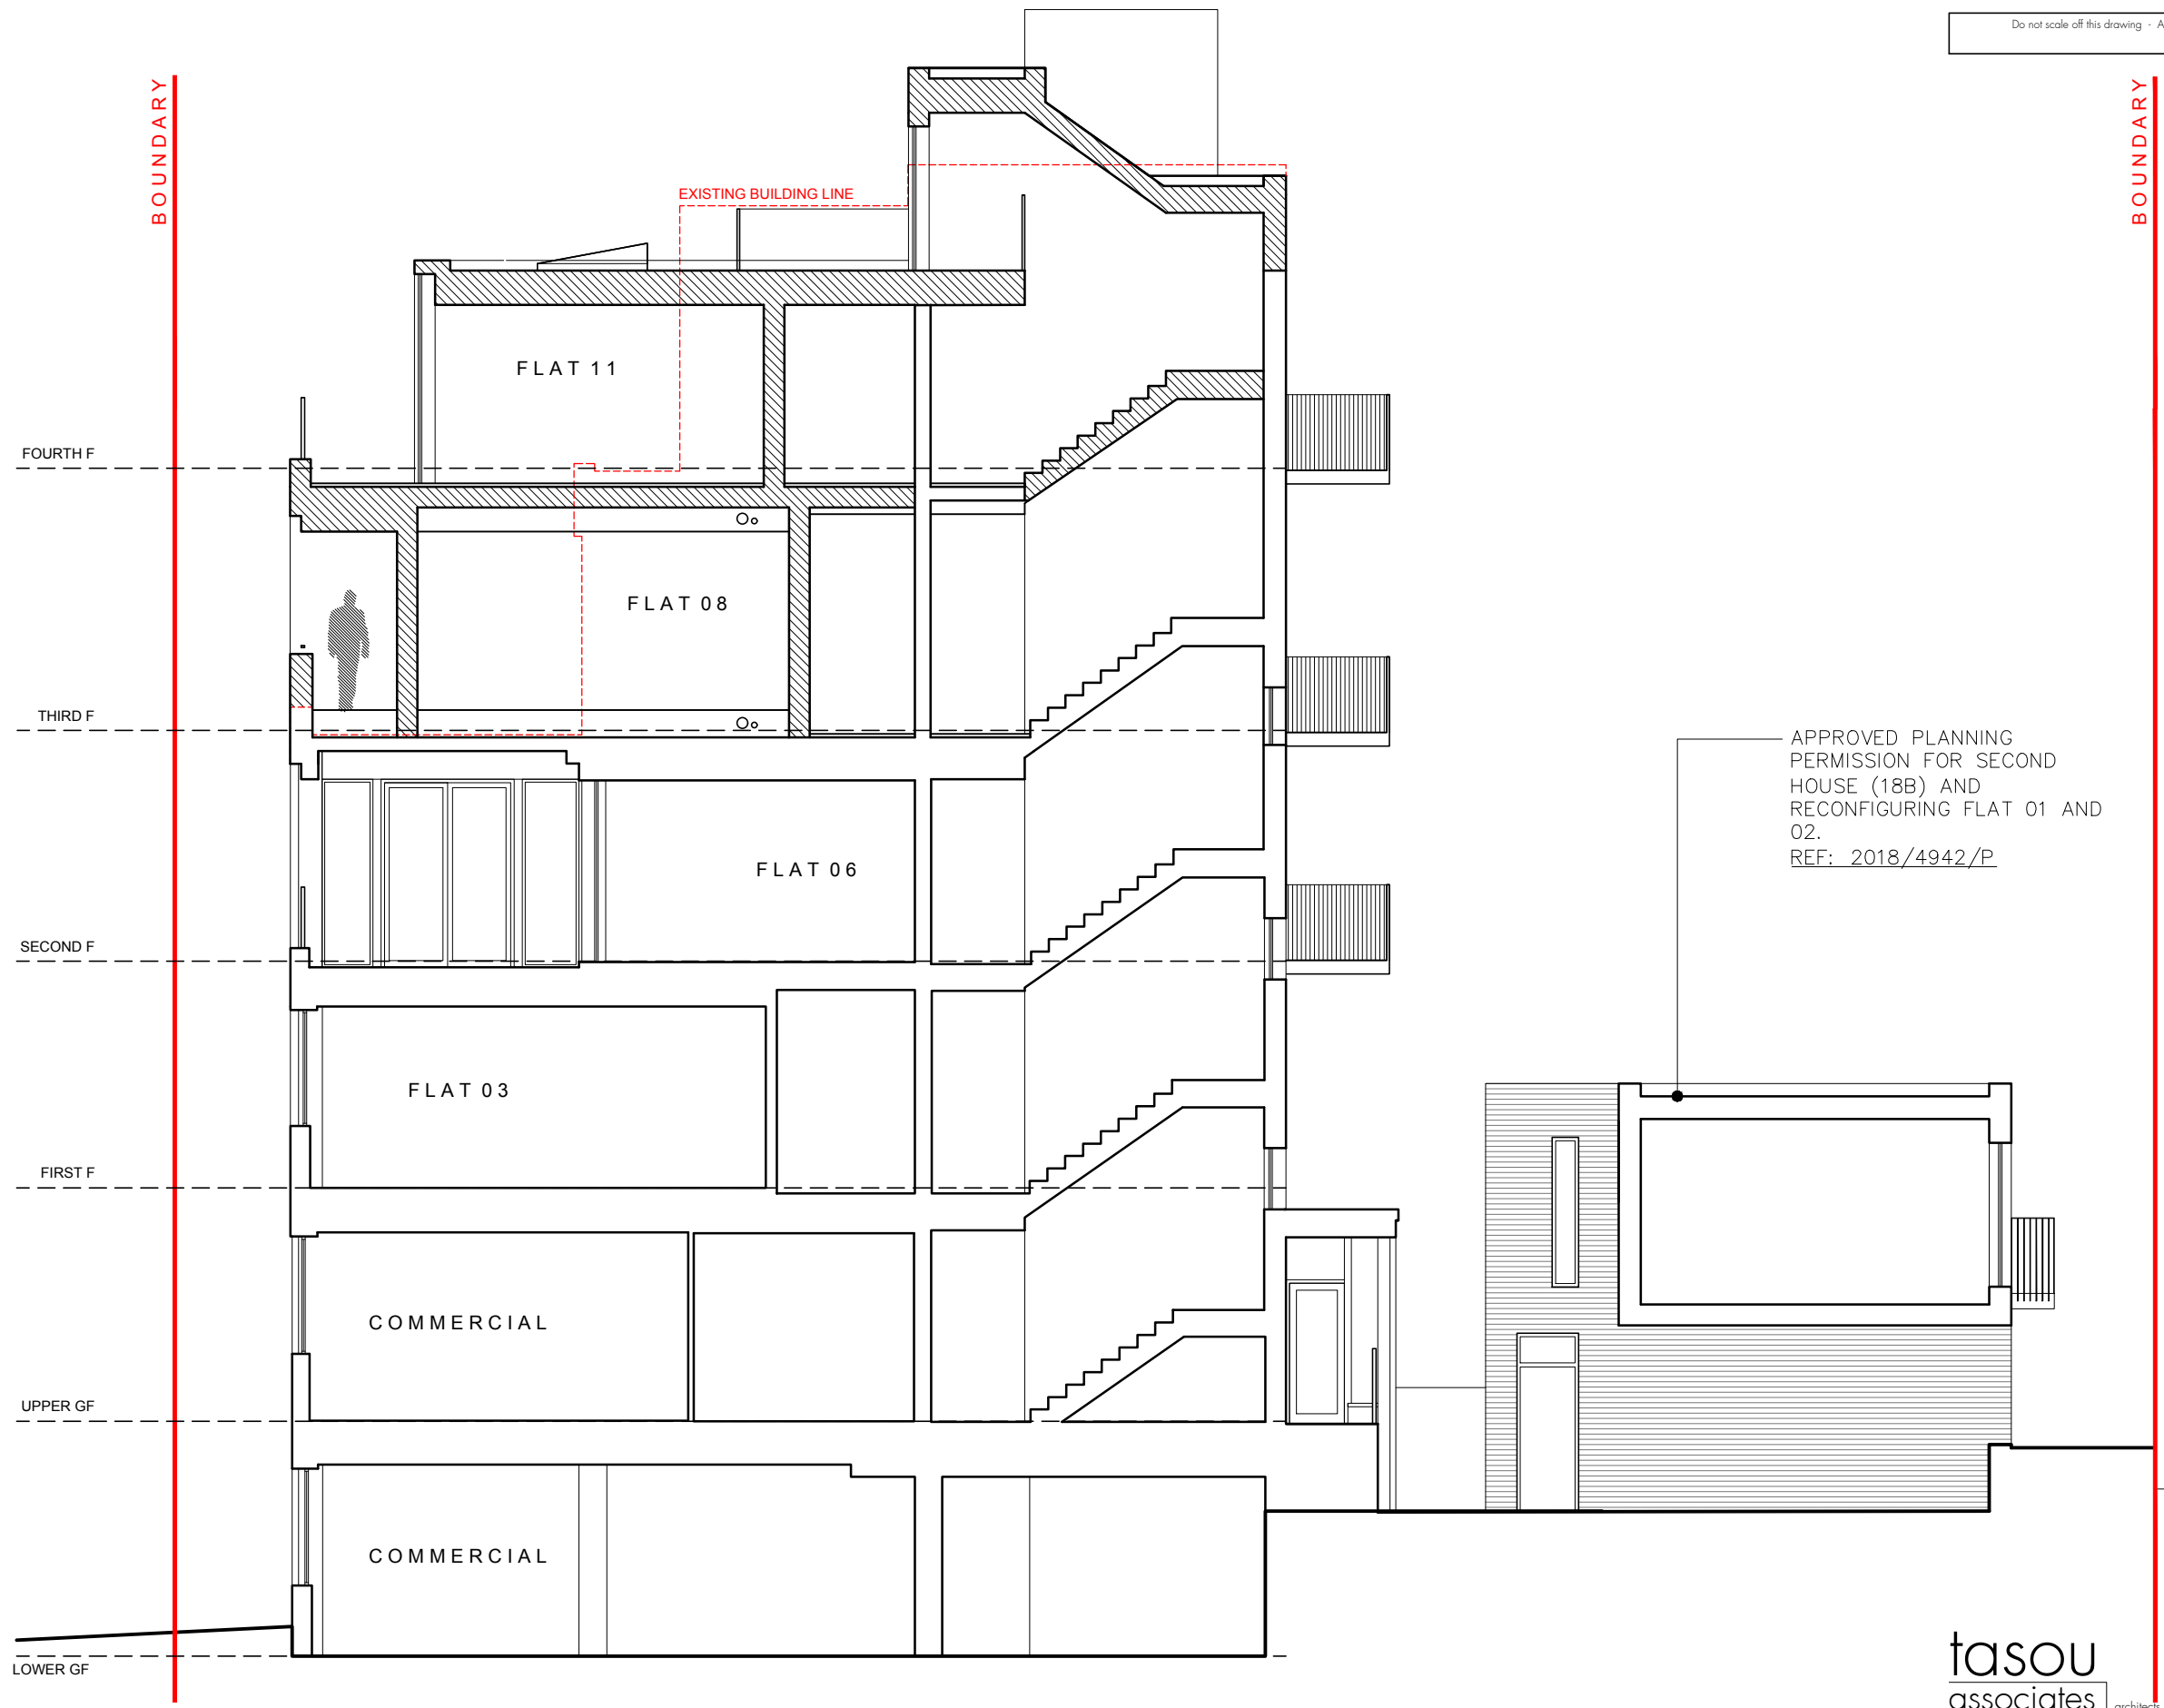 Do not scale off this drawing - A
BOUNDARY
BOUNDARY
EXISTING BUILDING LINE
FLAT 11
FOURTH F
FLAT 08
THIRD F
APPROVED PLANNING
PERMISSION FOR SECOND
HOUSE (18B) AND
RECONFIGURING FLAT 01 AND
02.
REF: 2018/4942/P
FLAT 06
SECOND F
FLAT 03
FIRST F
COMMERCIAL
UPPER GF
COMMERCIAL
LOWER GF
tasou
associates
architects